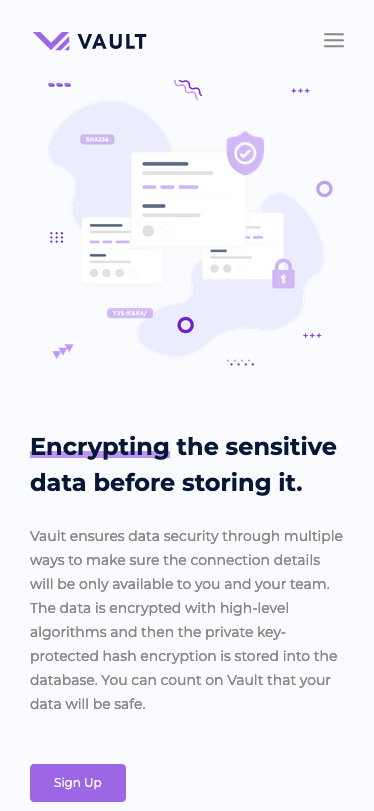 VAULT
SHA256
Y2%:#!&K4/
Encrypting the sensitive
data before storing it.
Vault ensures data security through multiple
ways to make sure the connection details
will be only available to you and your team.
The data is encrypted with high-level
algorithms and then the private key-
protected hash encryption is stored into the
database. You can count on Vault that your
data will be safe.
Sign Up